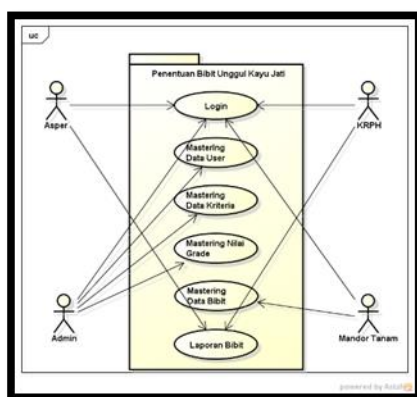 uc
Penentuan Bibit Unggul Kayu Jati
Login
Asper
KRPH
Mastering
Data User
Mastering
Data Kriteria
Mastering Nilai
Grade
Mastering
Data Bibit
Admin
Mandor Tanam
Laporan Bibit
powered by Astah